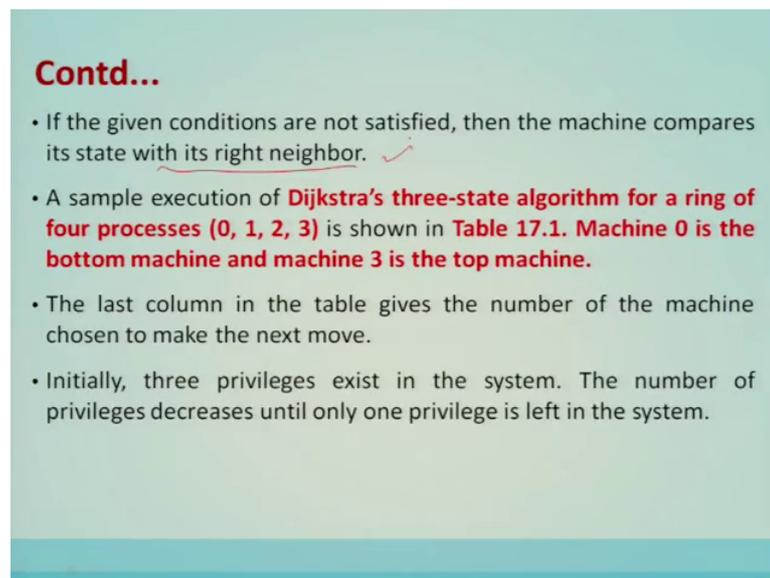 Contd...
• If the given conditions are not satisfied, then the machine compares
its state with its right neighbor.
• A sample execution of Dijkstra's three-state algorithm for a ring of
four processes (0, 1, 2, 3) is shown in Table 17.1. Machine 0 is the
bottom machine and machine 3 is the top machine.
• The last column in the table gives the number of the machine
chosen to make the next move.
• Initially, three privileges exist in the system. The number of
privileges decreases until only one privilege is left in the system.